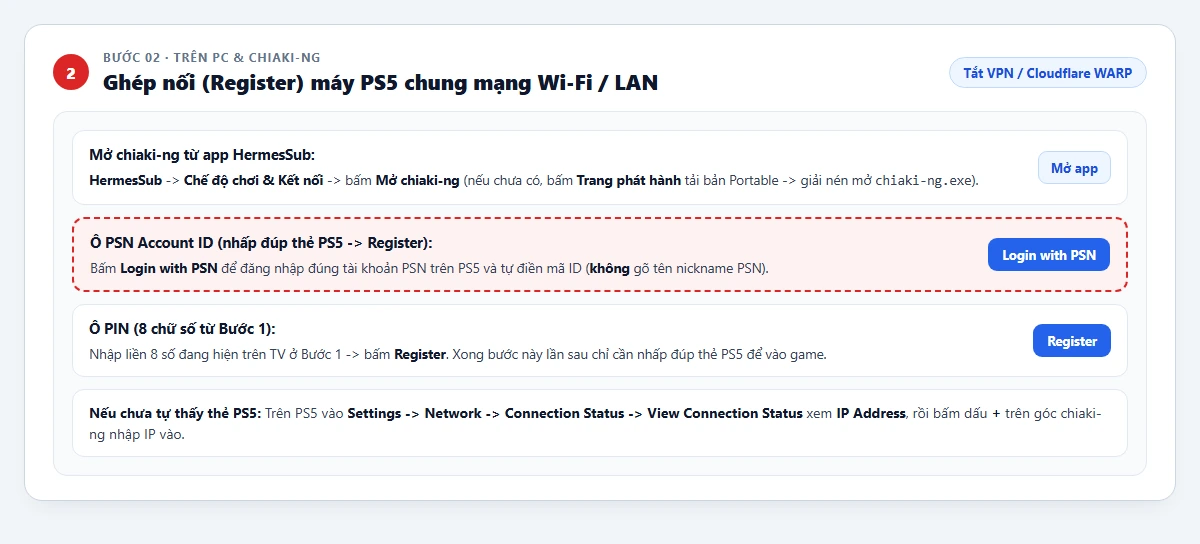 2
BƯỚC 02 · TRÊN PC & CHIAKI-NG
Ghép nối (Register) máy PS5 chung mạng Wi-Fi / LAN
Tắt VPN / Cloudflare WARP
Mở chiaki-ng từ app HermesSub:
HermesSub -> Chế độ chơi & Kết nối -> bấm Mở chiaki-ng (nếu chưa có, bấm Trang phát hành tải bản Portable -> giải nén mở chiaki-ng.exe).
Mở app
Ô PSN Account ID (nhấp đúp thẻ PS5 -> Register):
Bấm Login with PSN để đăng nhập đúng tài khoản PSN trên PS5 và tự điền mã ID (không gõ tên nickname PSN).
Login with PSN
Ô PIN (8 chữ số từ Bước 1):
Nhập liền 8 số đang hiện trên TV ở Bước 1 -> bấm Register. Xong bước này lần sau chỉ cần nhấp đúp thẻ PS5 để vào game.
Register
Nếu chưa tự thấy thẻ PS5: Trên PS5 vào Settings -> Network -> Connection Status -> View Connection Status xem IP Address, rồi bấm dấu + trên góc chiaki-
ng nhập IP vào.